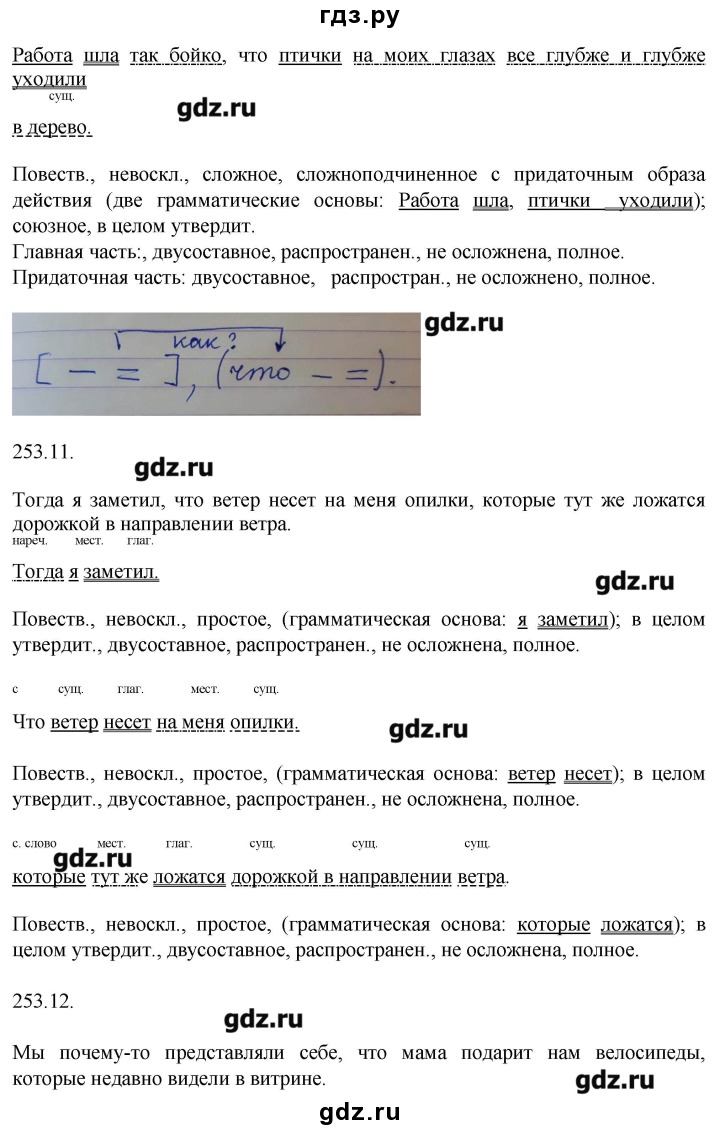 гдз.ру
Работа шла так бойко, что птички на моих глазах все глубже и глубже
уходили
сущ.
gdz.ru
в дерево.
Повеств., невоскл., сложное, сложноподчиненное с придаточным образа
действия (две грамматические основы: Работа шла, птички уходили);
союзное, в целом утвердит.
Главная часть:, двусоставное, распространен., не осложнена, полное.
Придаточная часть: двусоставное, распростран., не осложнено, полное.
gdz.ru
как?
[ — = ], (что — =).
253.11.
gdz.ru
Тогда я заметил, что ветер несет на меня опилки, которые тут же ложатся
дорожкой в направлении ветра.
нареч. мест. глаг.
Тогда я заметил.
gdz.ru
Повеств., невоскл., простое, (грамматическая основа: я заметил); в целом
утвердит., двусоставное, распространен., не осложнена, полное.
с сущ. глаг. мест. сущ.
Что ветер несет на меня опилки.
gdz.ru
Повеств., невоскл., простое, (грамматическая основа: ветер несет); в целом
утвердит., двусоставное, распространен., не осложнена, полное.
с. слово мест. глаг. сущ. сущ. сущ.
gdz.ru
которые тут же ложатся дорожкой в направлении ветра.
Повеств., невоскл., простое, (грамматическая основа: которые ложатся); в
целом утвердит., двусоставное, распространен., не осложнена, полное.
253.12.
gdz.ru
Мы почему-то представляли себе, что мама подарит нам велосипеды,
которые недавно видели в витрине.
gdz.ru
gdz.ru